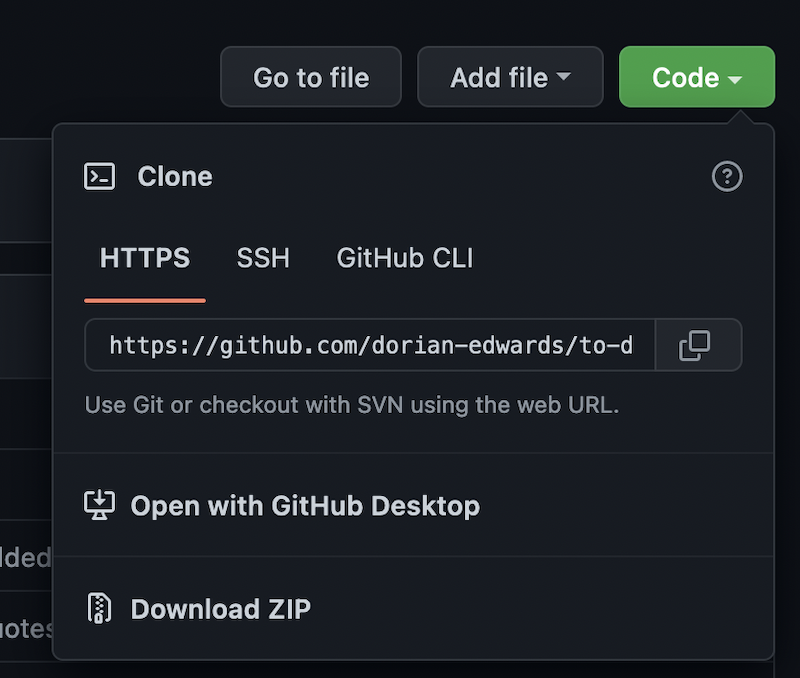 Go to file Add file Code
Clone
HTTPS SSH GitHub CLI
https://github.com/dorian-edwards/to-d
Use Git or checkout with SVN using the web URL.
Open with GitHub Desktop
dded
Download ZIP
uotes